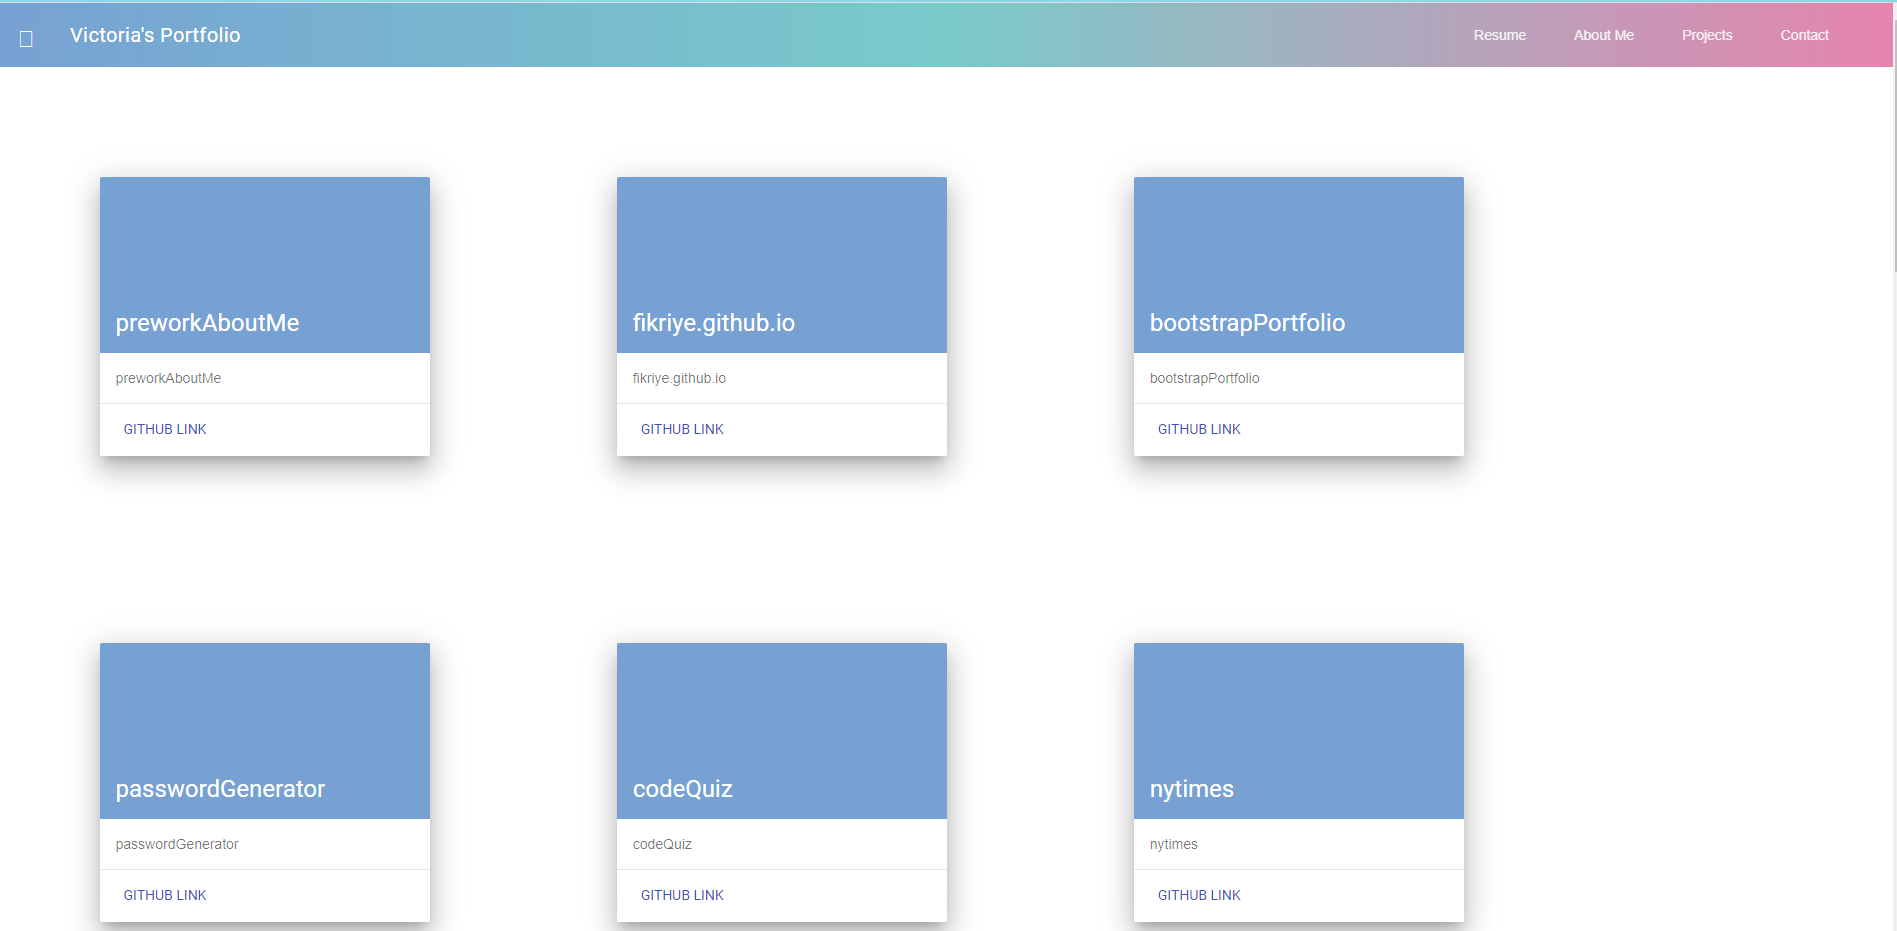 Victoria's Portfolio
Resume
About Me
Projects
Contact
preworkAboutMe
preworkAboutMe
GITHUB LINK
fikriye.github.io
fikriye.github.io
GITHUB LINK
bootstrapPortfolio
bootstrapPortfolio
GITHUB LINK
passwordGenerator
passwordGenerator
GITHUB LINK
codeQuiz
codeQuiz
GITHUB LINK
nytimes
nytimes
GITHUB LINK